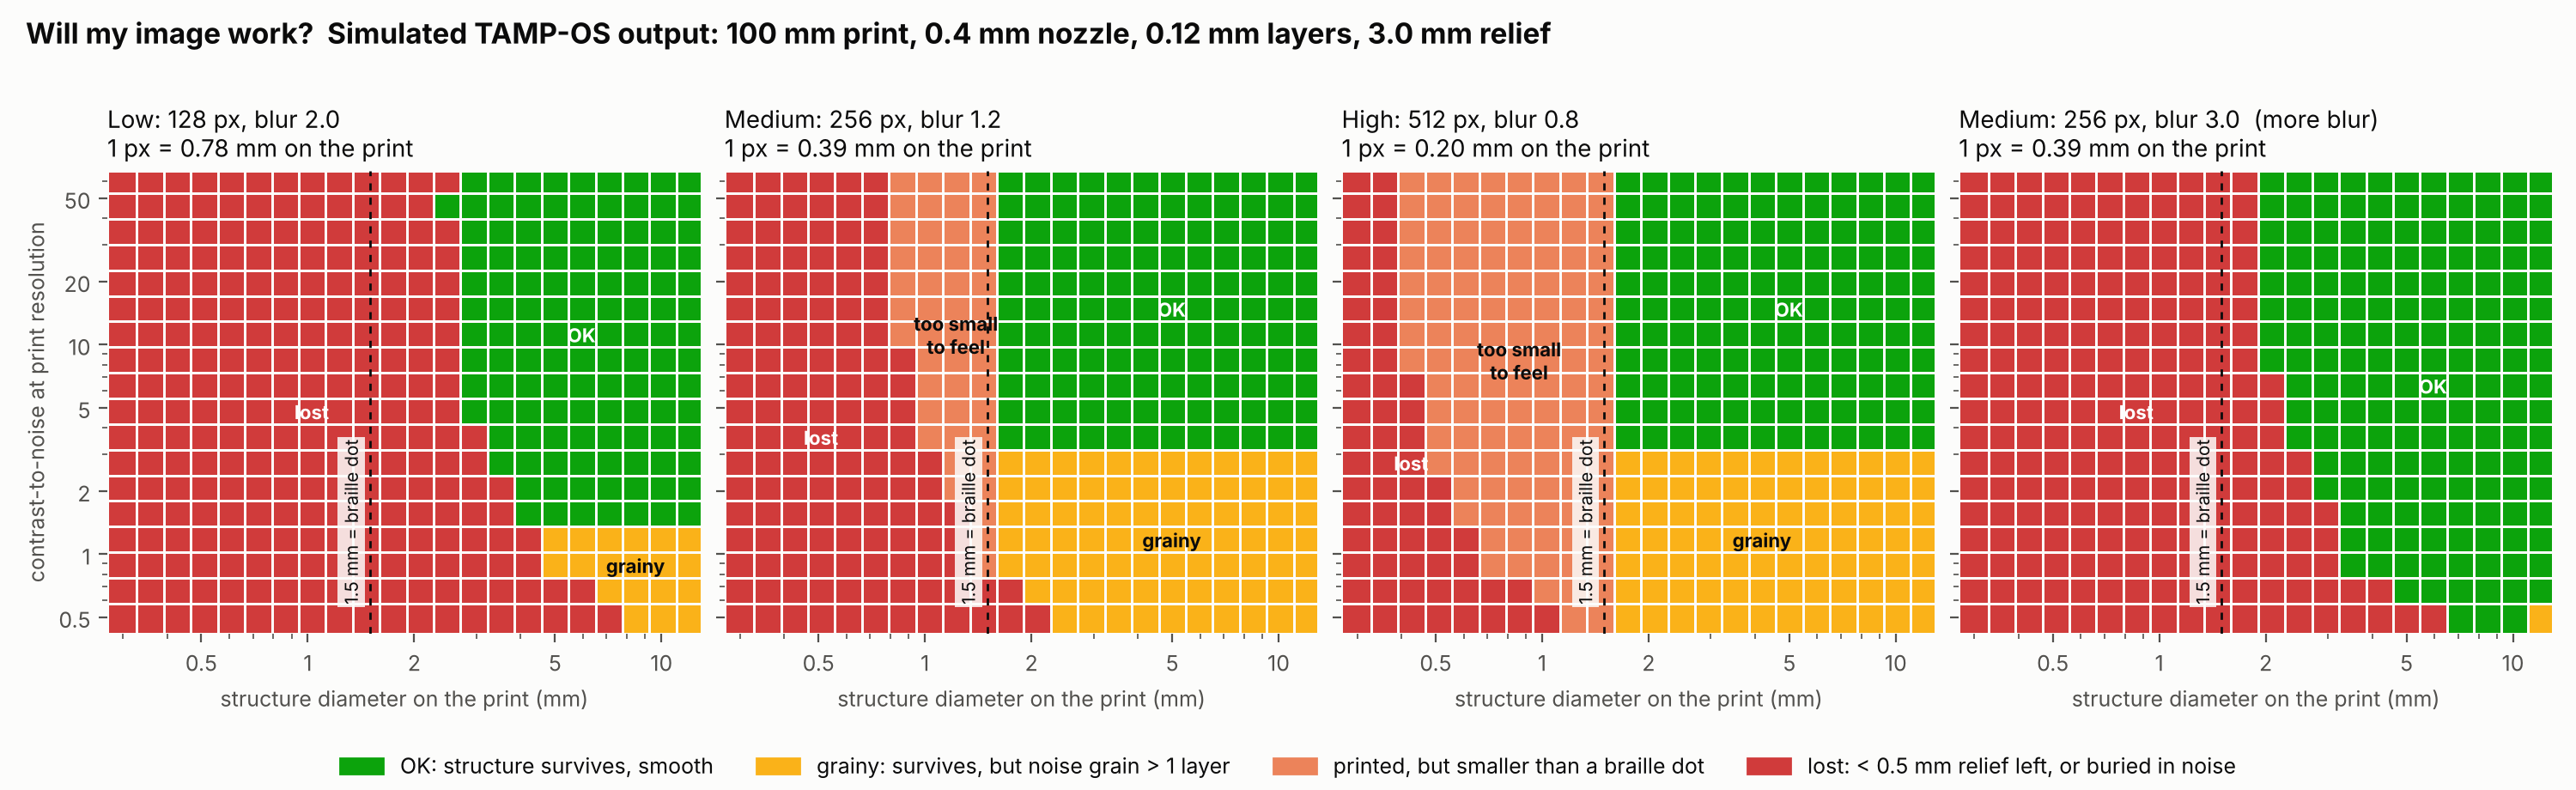 Will my image work?  Simulated TAMP-OS output: 100 mm print, 0.4 mm nozzle, 0.12 mm layers, 3.0 mm relief
Low: 128 px, blur 2.0
1 px = 0.78 mm on the print
Medium: 256 px, blur 1.2
1 px = 0.39 mm on the print
High: 512 px, blur 0.8
1 px = 0.20 mm on the print
Medium: 256 px, blur 3.0  (more blur)
1 px = 0.39 mm on the print
contrast-to-noise at print resolution
50
20
10
5
2
1
0.5
OK
lost
grainy
1.5 mm = braille dot
0.5 1 2 5 10
structure diameter on the print (mm)
too small
to feel
OK
lost
grainy
1.5 mm = braille dot
0.5 1 2 5 10
structure diameter on the print (mm)
too small
to feel
OK
lost
grainy
1.5 mm = braille dot
0.5 1 2 5 10
structure diameter on the print (mm)
OK
lost
1.5 mm = braille dot
0.5 1 2 5 10
structure diameter on the print (mm)
OK: structure survives, smooth
grainy: survives, but noise grain > 1 layer
printed, but smaller than a braille dot
lost: < 0.5 mm relief left, or buried in noise